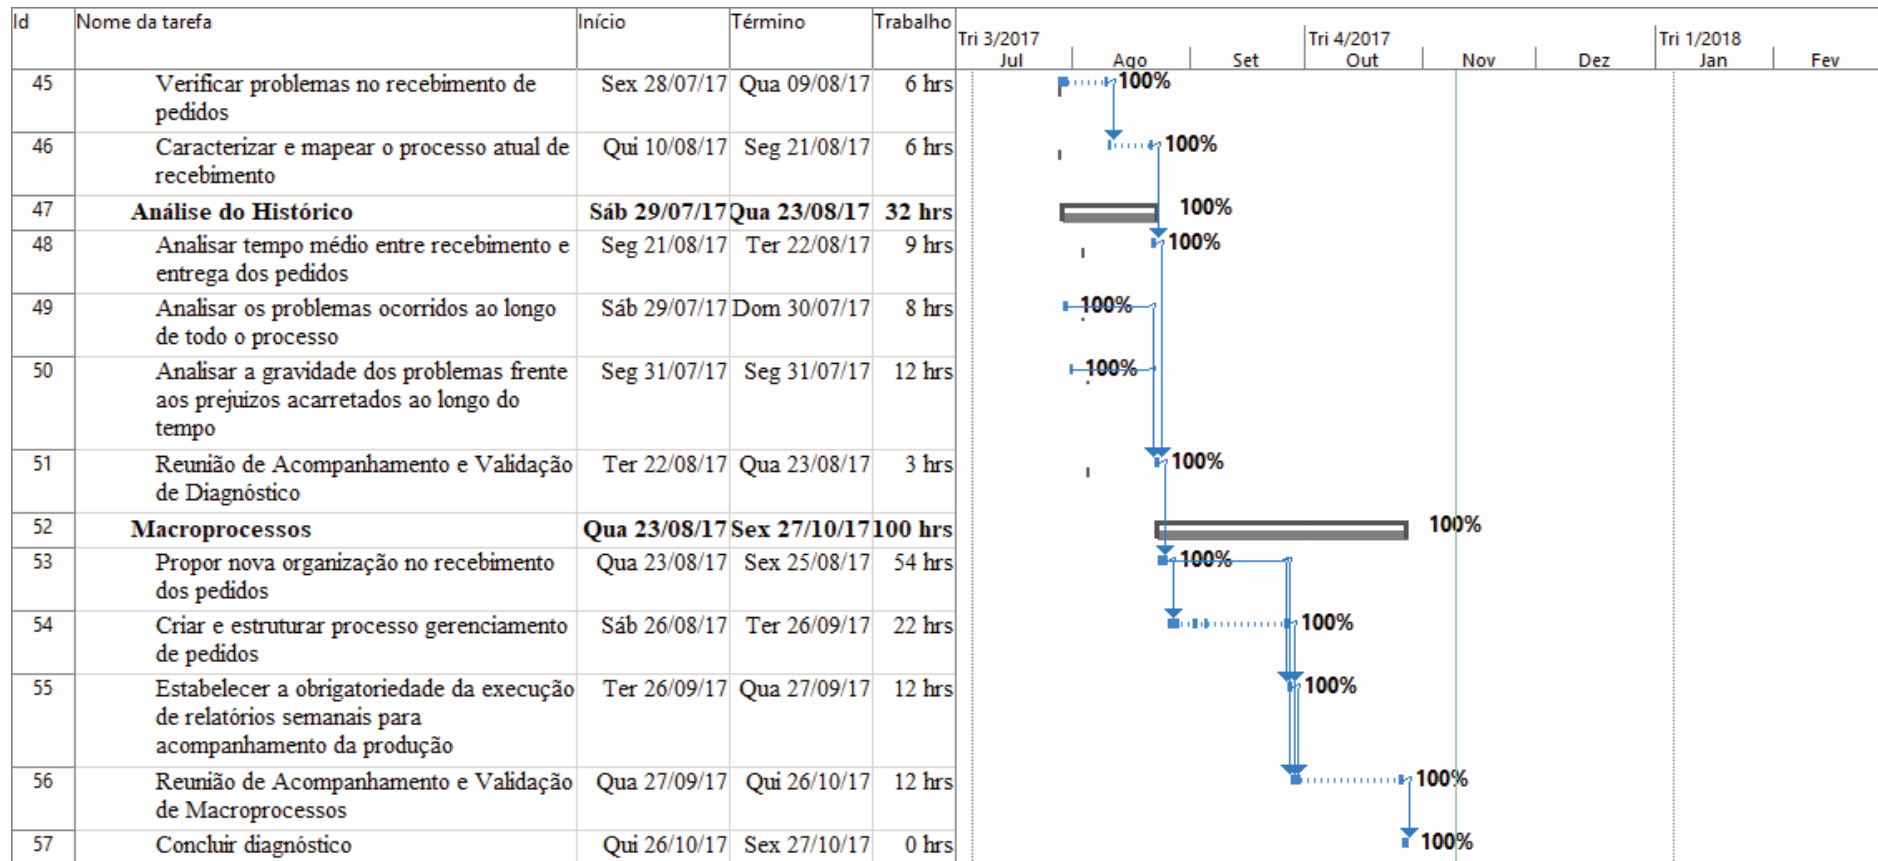 Id Nome da tarefa Início Término Trabalho
Tri 3/2017 Tri 4/2017 Tri 1/2018
Jul Ago Set Out Nov Dez Jan Fev
45 Verificar problemas no recebimento de Sex 28/07/17 Qua 09/08/17 6 hrs 100%
pedidos
46 Caracterizar e mapear o processo atual de Qui 10/08/17 Seg 21/08/17 6 hrs 100%
recebimento
47 Análise do Histórico Sáb 29/07/17 Qua 23/08/17 32 hrs 100%
48 Analisar tempo médio entre recebimento e Seg 21/08/17 Ter 22/08/17 9 hrs 100%
entrega dos pedidos
49 Analisar os problemas ocorridos ao longo Sáb 29/07/17 Dom 30/07/17 8 hrs 100%
de todo o processo
50 Analisar a gravidade dos problemas frente Seg 31/07/17 Seg 31/07/17 12 hrs 100%
aos prejuizos acarretados ao longo do
tempo
51 Reunião de Acompanhamento e Validação Ter 22/08/17 Qua 23/08/17 3 hrs 100%
de Diagnóstico
52 Macroprocessos Qua 23/08/17 Sex 27/10/17 100 hrs 100%
53 Propor nova organização no recebimento Qua 23/08/17 Sex 25/08/17 54 hrs 100%
dos pedidos
54 Criar e estruturar processo gerenciamento Sáb 26/08/17 Ter 26/09/17 22 hrs 100%
de pedidos
55 Estabelecer a obrigatoriedade da execução Ter 26/09/17 Qua 27/09/17 12 hrs 100%
de relatórios semanais para
acompanhamento da produção
56 Reunião de Acompanhamento e Validação Qua 27/09/17 Qui 26/10/17 12 hrs 100%
de Macroprocessos
57 Concluir diagnóstico Qui 26/10/17 Sex 27/10/17 0 hrs 100%